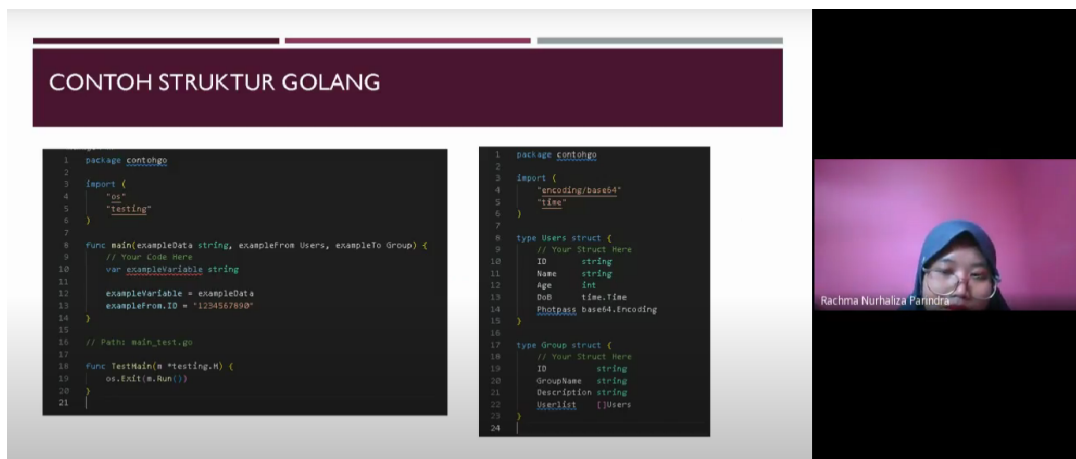 CONTOH STRUKTUR GOLANG
1 package contohgo
2
3 import (
4 "os"
5 "testing"
6 )
7
8 func main(exampleData string, exampleFrom Users, exampleTo Group) {
9 // Your Code Here
10 var exampleVariable string
11
12 exampleVariable = exampleData
13 exampleFrom.ID = "1234567890"
14 }
15
16 // Path: main_test.go
17
18 func TestMain(m *testing.M) {
19 os.Exit(m.Run())
20 }
21
1 package contohgo
2
3 import (
4 "encoding/base64"
5 "time"
6 )
7
8 type Users struct {
9 // Your Struct Here
10 ID string
11 Name string
12 Age int
13 DoB time.Time
14 Photpass base64.Encoding
15 }
16
17 type Group struct {
18 // Your Struct Here
19 ID string
20 GroupName string
21 Description string
22 Userlist []Users
23 }
24
Rachma Nurhaliza Parindra